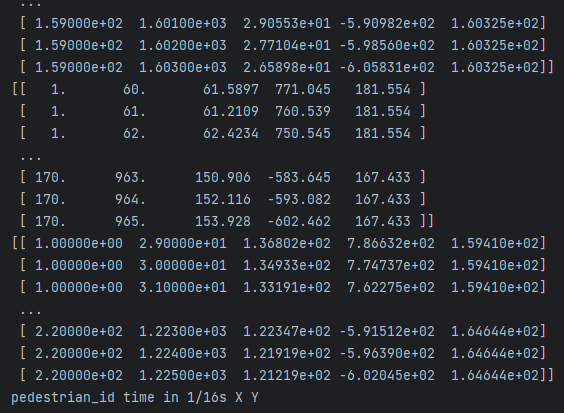 ...
[ 1.59000e+02 1.60100e+03 2.90553e+01 -5.90982e+02 1.60325e+02]
[ 1.59000e+02 1.60200e+03 2.77104e+01 -5.98560e+02 1.60325e+02]
[ 1.59000e+02 1.60300e+03 2.65898e+01 -6.05831e+02 1.60325e+02]]
[[ 1. 60. 61.5897 771.045 181.554 ]
[ 1. 61. 61.2109 760.539 181.554 ]
[ 1. 62. 62.4234 750.545 181.554 ]
...
[ 170. 963. 150.906 -583.645 167.433 ]
[ 170. 964. 152.116 -593.082 167.433 ]
[ 170. 965. 153.928 -602.462 167.433 ]]
[[ 1.00000e+00 2.90000e+01 1.36802e+02 7.86632e+02 1.59410e+02]
[ 1.00000e+00 3.00000e+01 1.34933e+02 7.74737e+02 1.59410e+02]
[ 1.00000e+00 3.10000e+01 1.33191e+02 7.62275e+02 1.59410e+02]
...
[ 2.20000e+02 1.22300e+03 1.22347e+02 -5.91512e+02 1.64644e+02]
[ 2.20000e+02 1.22400e+03 1.21919e+02 -5.96390e+02 1.64644e+02]
[ 2.20000e+02 1.22500e+03 1.21219e+02 -6.02045e+02 1.64644e+02]]
pedestrian_id time in 1/16s X Y